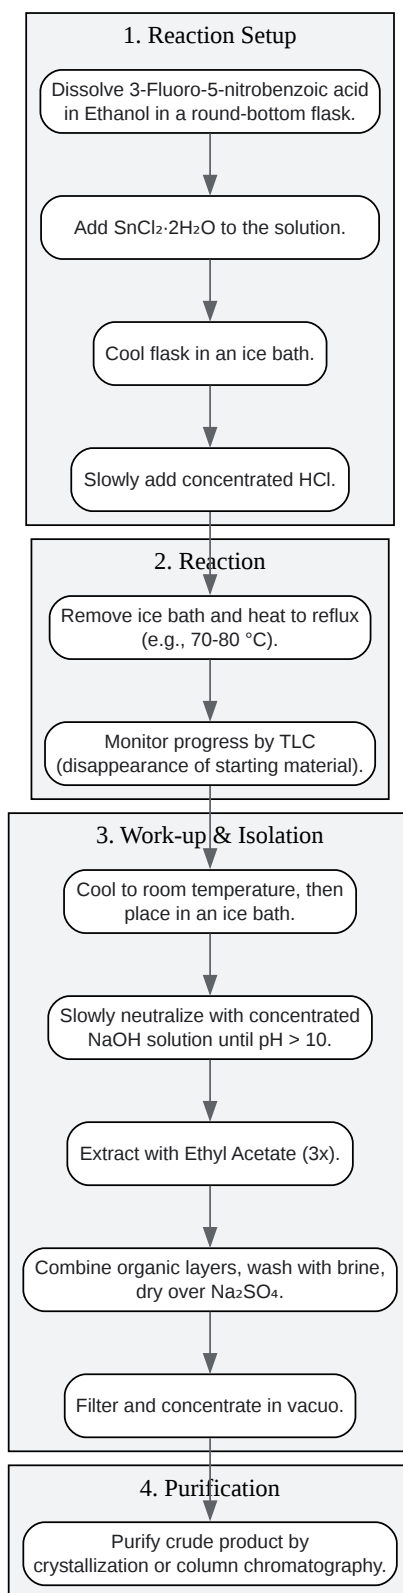 1. Reaction Setup
Dissolve 3-Fluoro-5-nitrobenzoic acid
in Ethanol in a round-bottom flask.
Add SnCl₂·2H₂O to the solution.
Cool flask in an ice bath.
Slowly add concentrated HCl.
2. Reaction
Remove ice bath and heat to reflux
(e.g., 70-80 °C).
Monitor progress by TLC
(disappearance of starting material).
3. Work-up & Isolation
Cool to room temperature, then
place in an ice bath.
Slowly neutralize with concentrated
NaOH solution until pH > 10.
Extract with Ethyl Acetate (3x).
Combine organic layers, wash with brine,
dry over Na₂SO₄.
Filter and concentrate in vacuo.
4. Purification
Purify crude product by
crystallization or column chromatography.